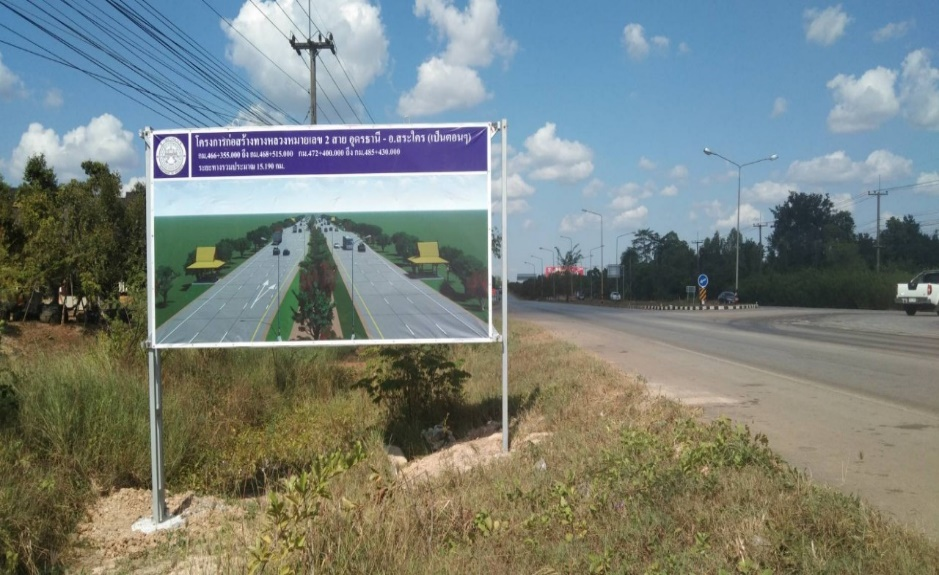 โครงการก่อสร้างทางหลวงหมายเลข 2 สาย อุดรธานี - อ.สระใคร (เป็นตอนๆ)
กม.466+355.000 ถึง กม.468+515.000 กม.472+400.000 ถึง กม.485+430.000
ระยะทางรวมประมาณ 15.190 กม.